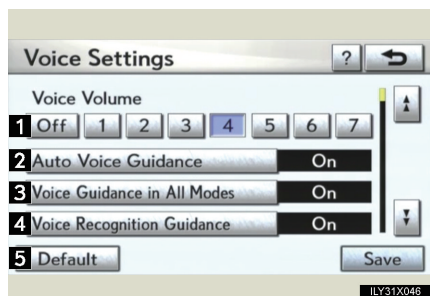 Voice Settings ?
Voice Volume
1 Off 1 2 3 4 5 6 7
2 Auto Voice Guidance On
3 Voice Guidance in All Modes On
4 Voice Recognition Guidance On
5 Default Save
ILY31X046